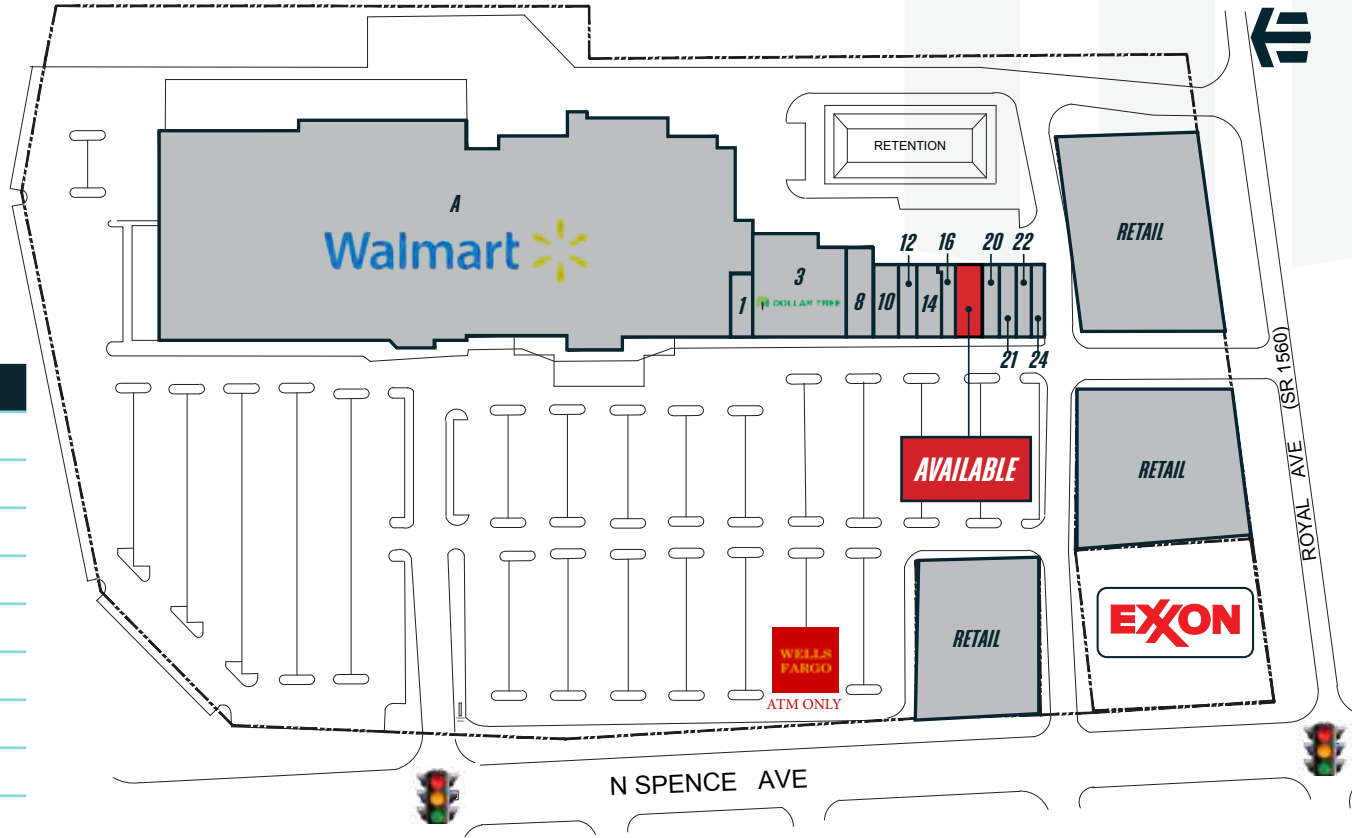 RETENTION
A
Walmart
RETAIL
12
16
20
22
3
DOLLAR TREE
1
8
10
14
21
24
ROYAL AVE (SR 1560)
AVAILABLE
RETAIL
EXXON
RETAIL
WELLS
FARGO
ATM ONLY
N SPENCE AVE